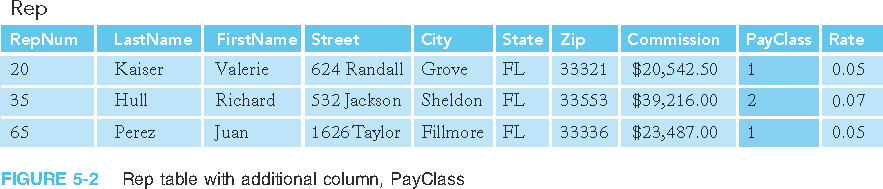 Rep
RepNum LastName FirstName Street City State Zip Commission PayClass Rate
20 Kaiser Valerie 624 Randall Grove FL 33321 $20,542.50 1 0.05
35 Hull Richard 532 Jackson Sheldon FL 33553 $39,216.00 2 0.07
65 Perez Juan 1626 Taylor Fillmore FL 33336 $23,487.00 1 0.05
FIGURE 5-2 Rep table with additional column, PayClass